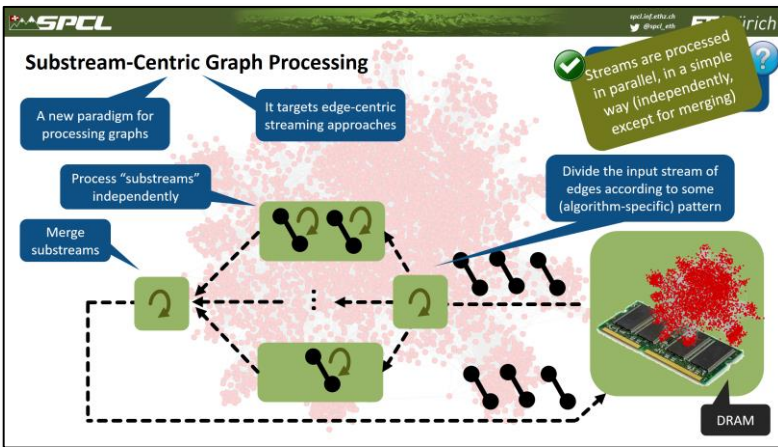 SPCL
spcl.inf.ethz.ch
@spcl_eth
Substream-Centric Graph Processing
A new paradigm for
processing graphs
It targets edge-centric
streaming approaches
Streams are processed
in parallel, in a simple
way (independently,
except for merging)
?
Process “substreams”
independently
Divide the input stream of
edges according to some
(algorithm-specific) pattern
Merge
substreams
DRAM